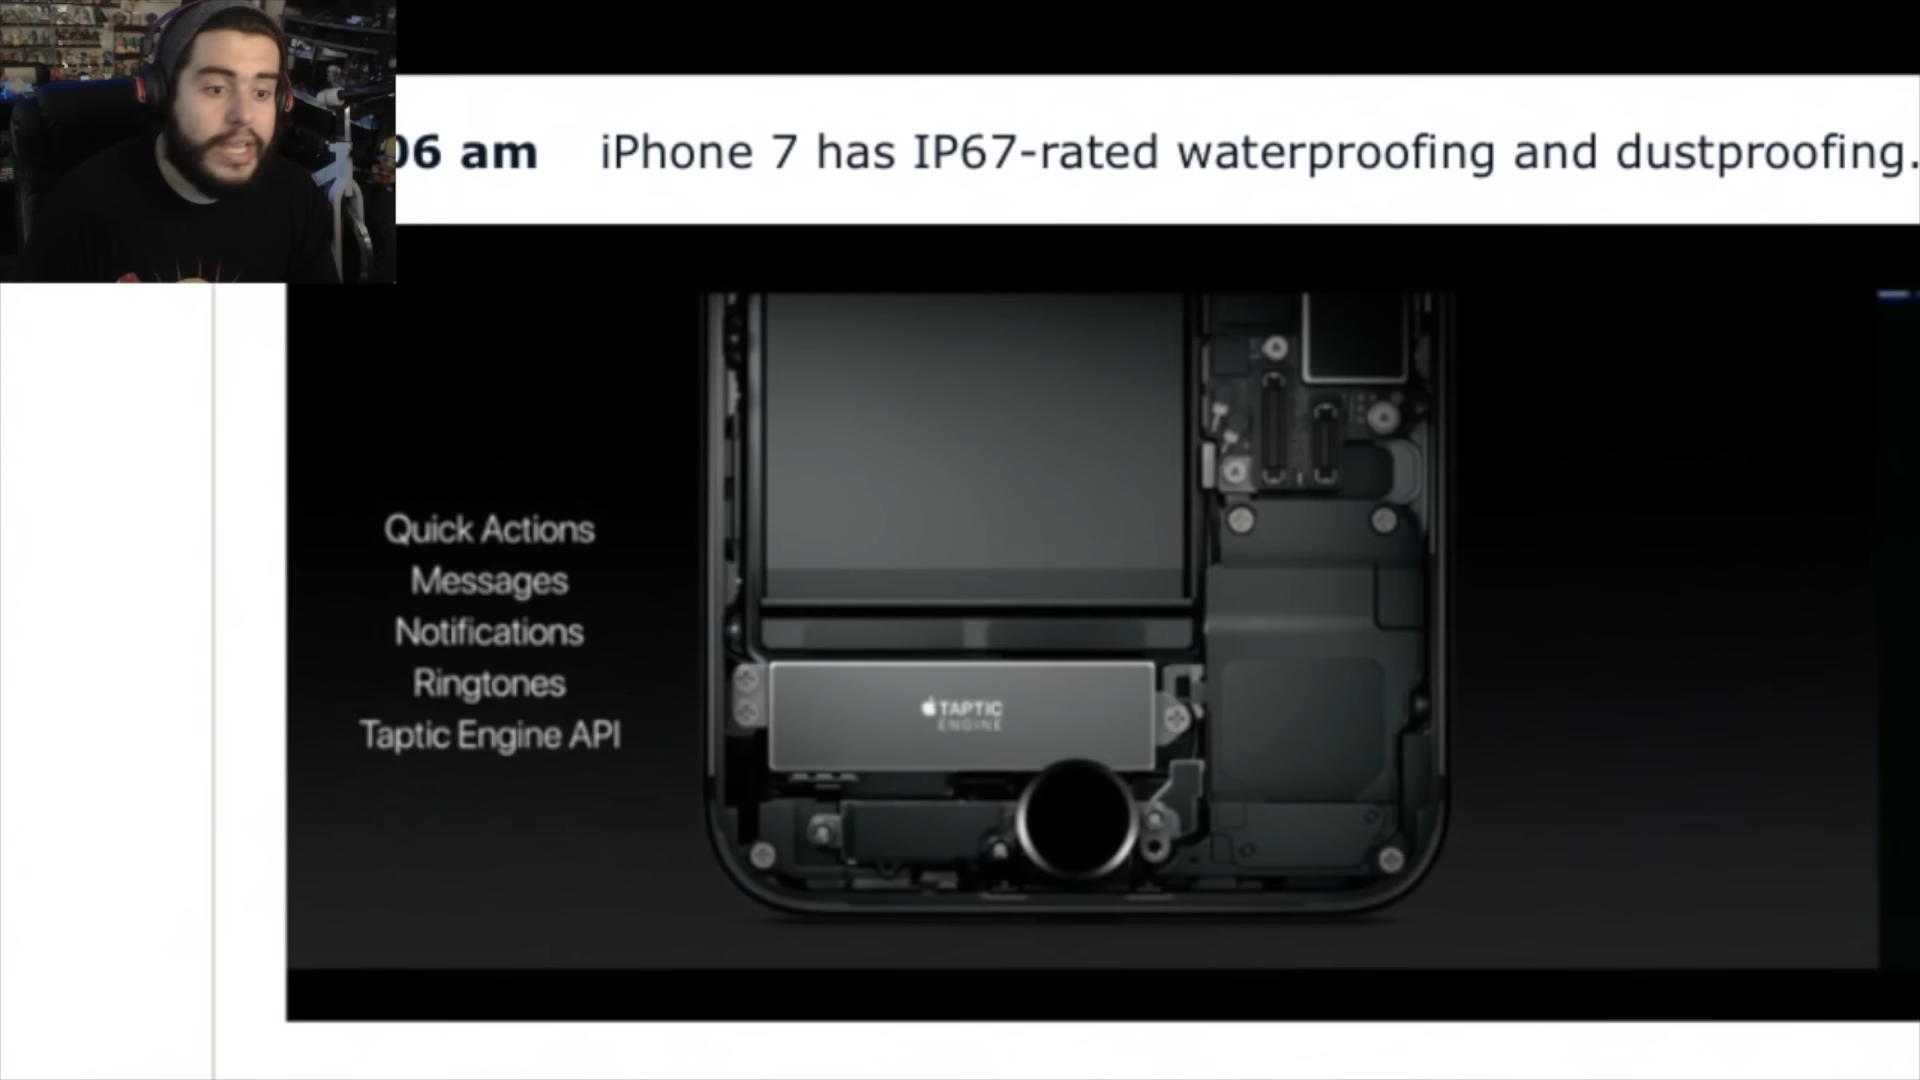 06 am iPhone 7 has IP67-rated waterproofing and dustproofing.
Quick Actions
Messages
Notifications
Ringtones
Taptic Engine API
TAPTIC
ENGINE